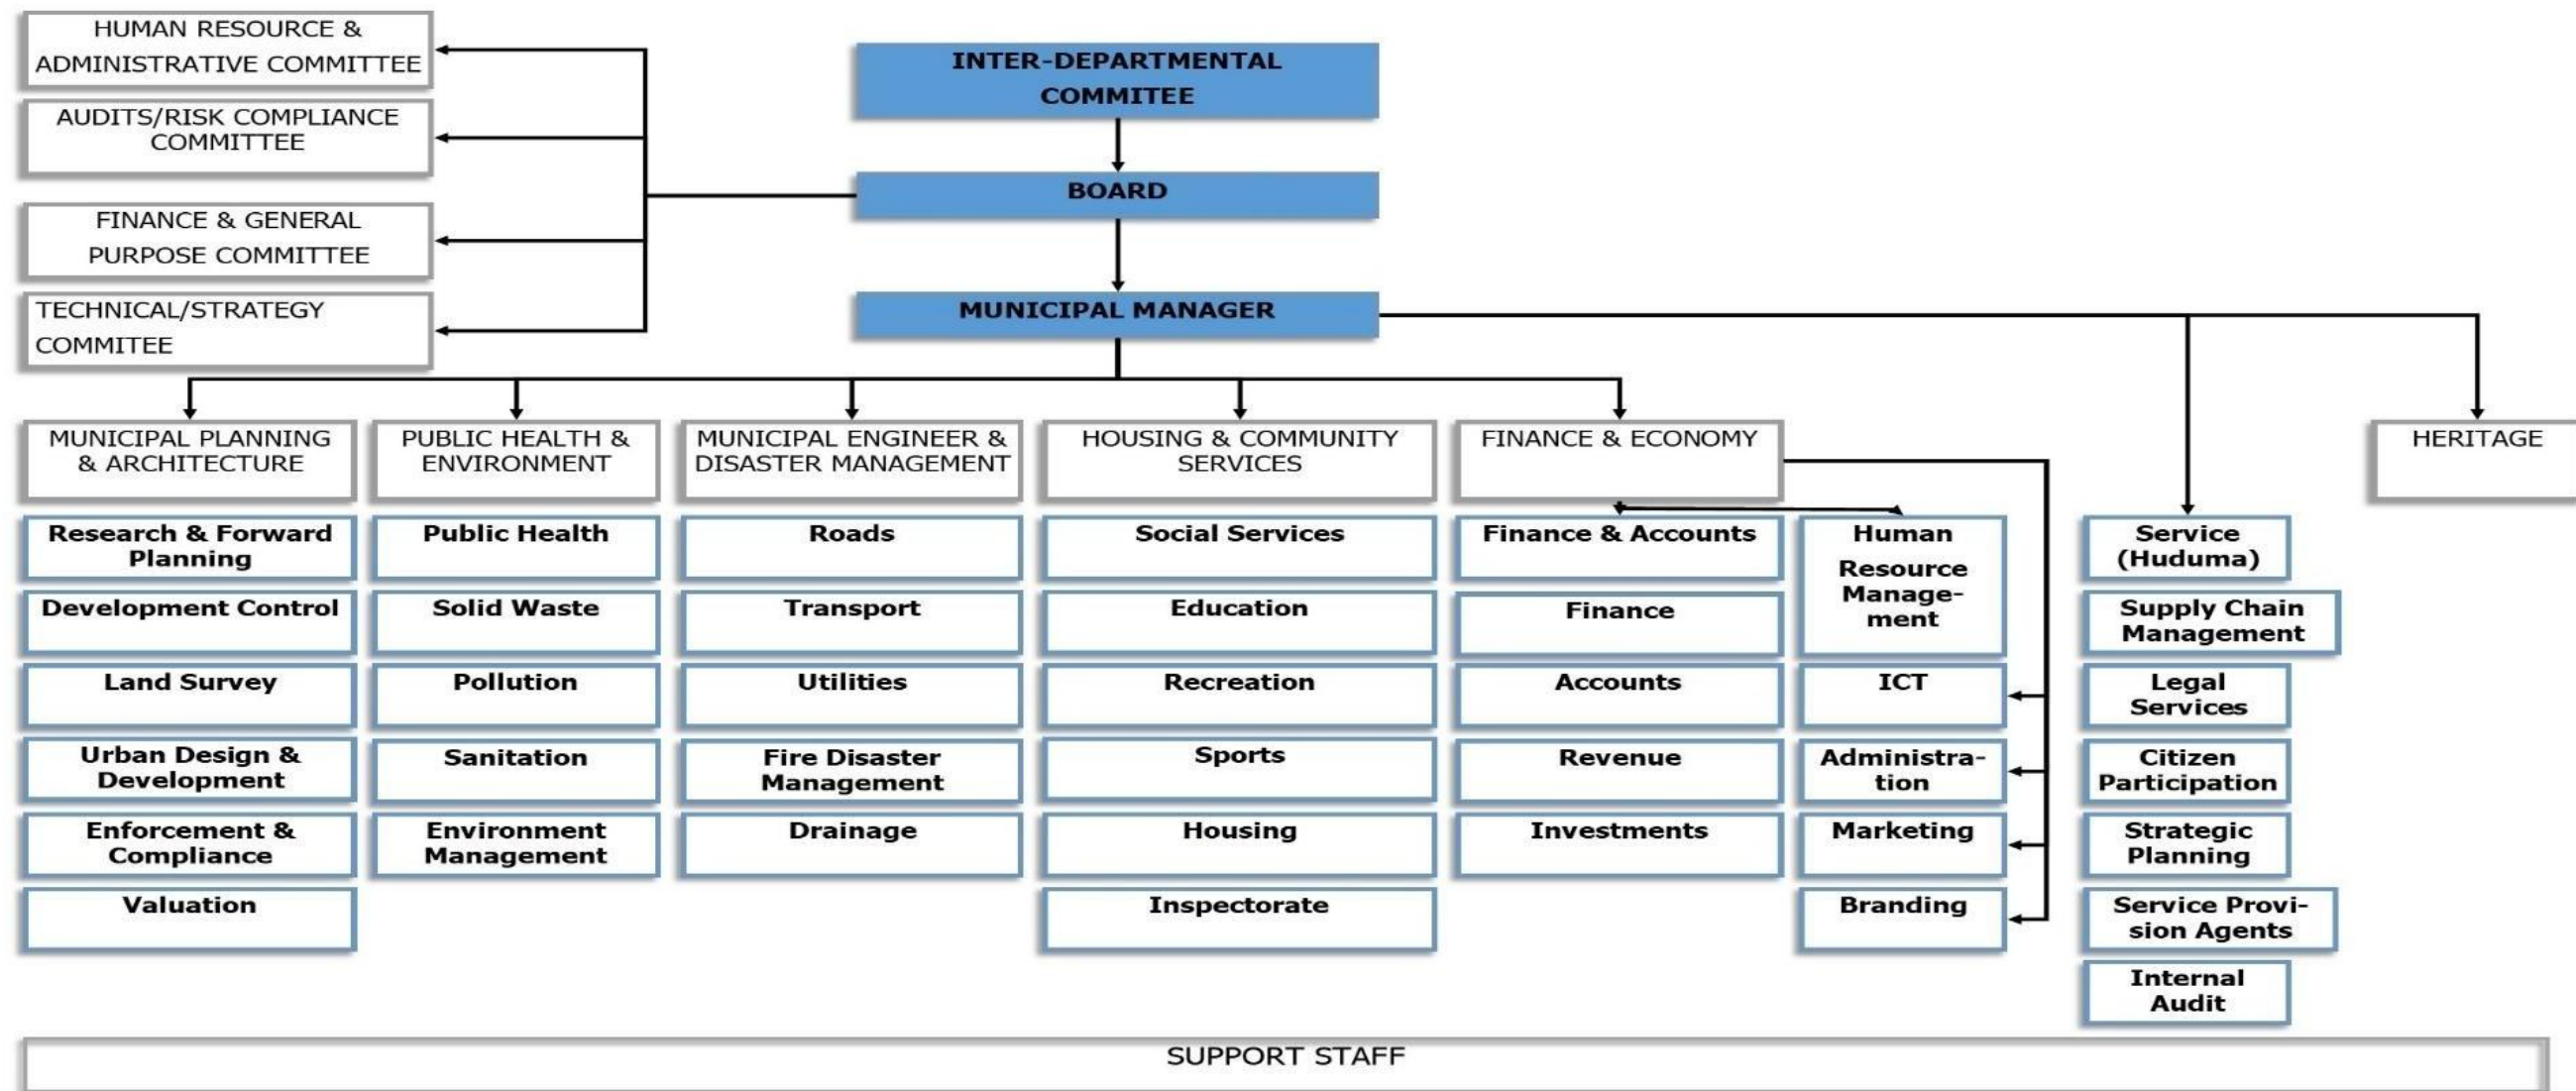 HUMAN RESOURCE &
ADMINISTRATIVE COMMITTEE
AUDITS/RISK COMPLIANCE
COMMITTEE
FINANCE & GENERAL
PURPOSE COMMITTEE
TECHNICAL/STRATEGY
COMMITEE
INTER-DEPARTMENTAL
COMMITEE
BOARD
MUNICIPAL MANAGER
MUNICIPAL PLANNING
& ARCHITECTURE
Research & Forward
Planning
Development Control
Land Survey
Urban Design &
Development
Enforcement &
Compliance
Valuation
PUBLIC HEALTH &
ENVIRONMENT
Public Health
Solid Waste
Pollution
Sanitation
Environment
Management
MUNICIPAL ENGINEER &
DISASTER MANAGEMENT
Roads
Transport
Utilities
Fire Disaster
Management
Drainage
HOUSING & COMMUNITY
SERVICES
Social Services
Education
Recreation
Sports
Housing
Inspectorate
FINANCE & ECONOMY
Finance & Accounts
Finance
Accounts
Revenue
Investments
Human
Resource
Manage-
ment
ICT
Administra-
tion
Marketing
Branding
Service
(Huduma)
Supply Chain
Management
Legal
Services
Citizen
Participation
Strategic
Planning
Service Provi-
sion Agents
Internal
Audit
HERITAGE
SUPPORT STAFF